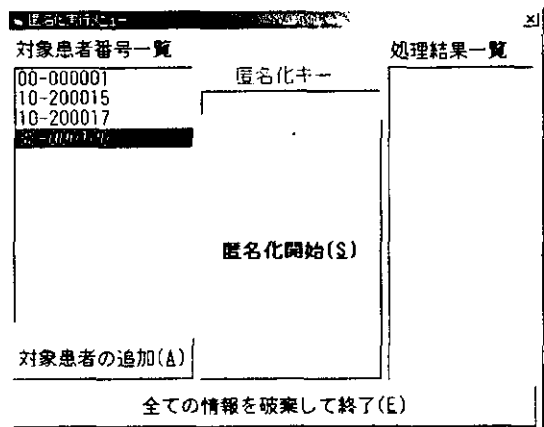 匿名化実行メニュー
対象患者番号一覧
00-000001
10-200015
10-200017
対象患者の追加(A)
匿名化キー
匿名化開始(S)
処理結果一覧
全ての情報を破棄して終了(E)